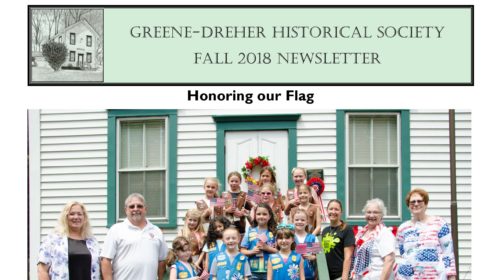 GREENE-DREHER HISTORICAL SOCIETY
FALL 2018 NEWSLETTER
Honoring our Flag